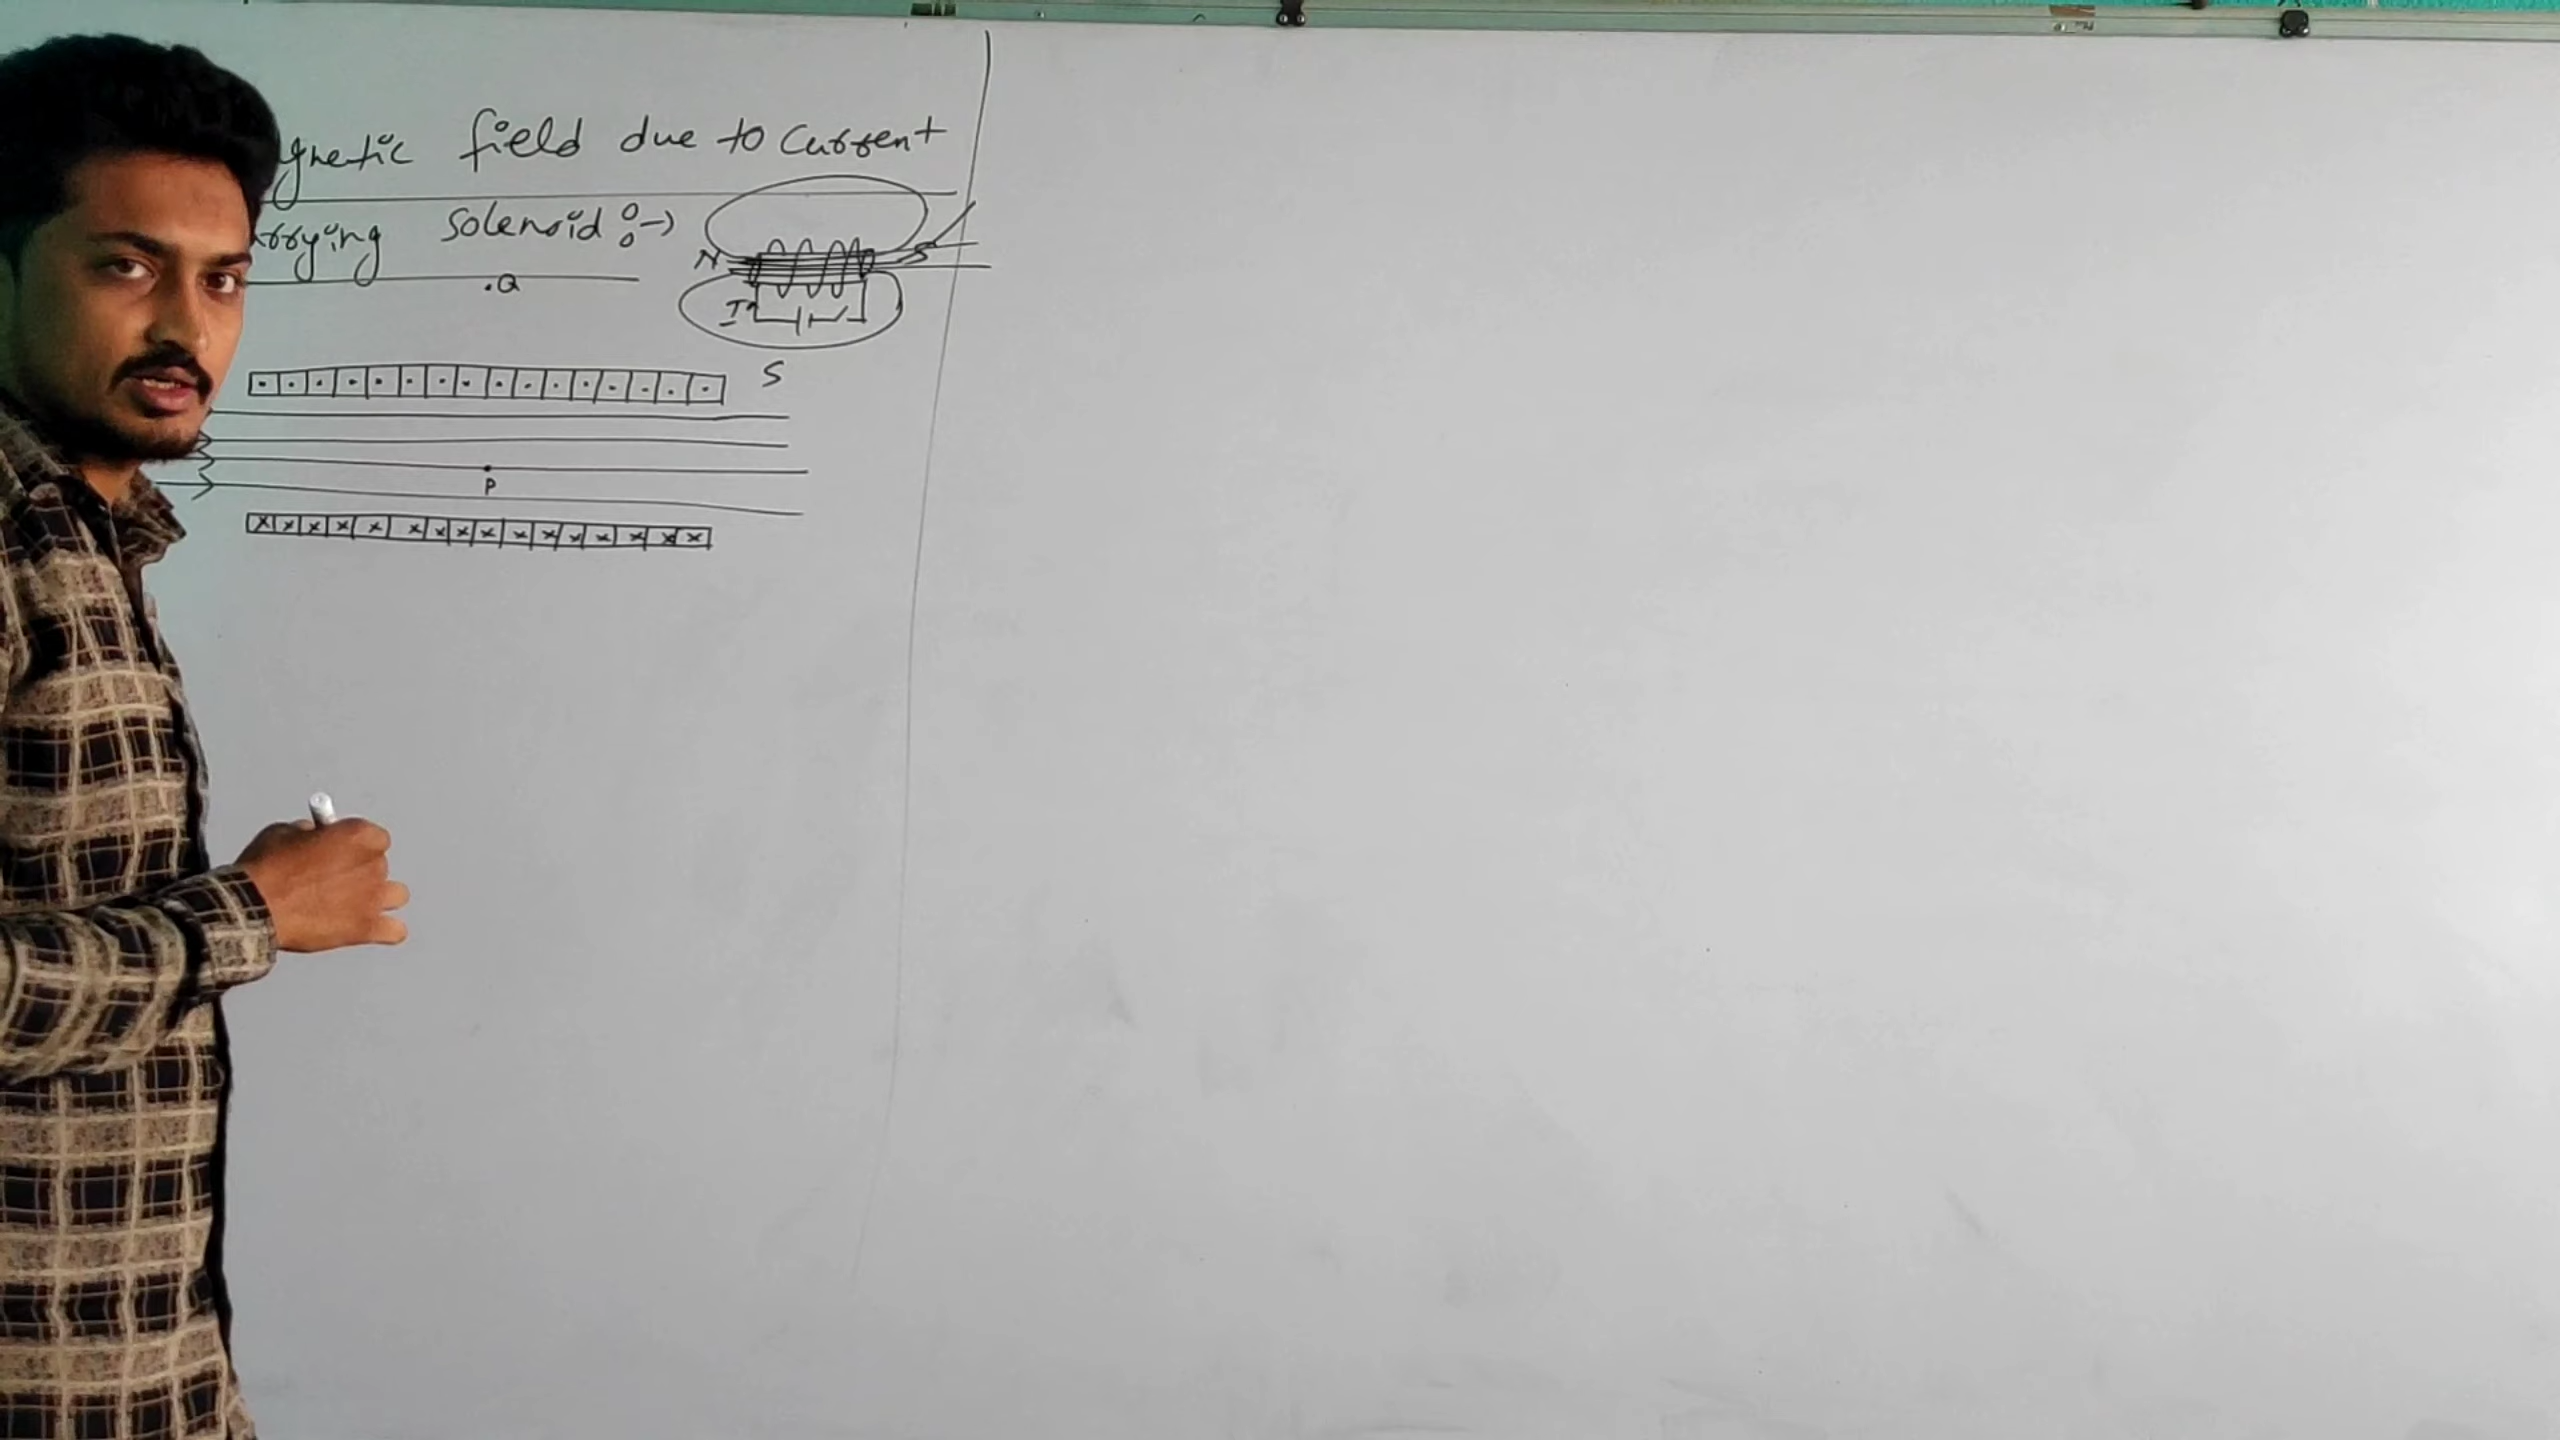 gnetic field due to Current
rrying Solenoid :->
N S
.Q
I
S
. . . . . . . . . . . . . . . .
P
x x x x x x x x x x x x x x x x